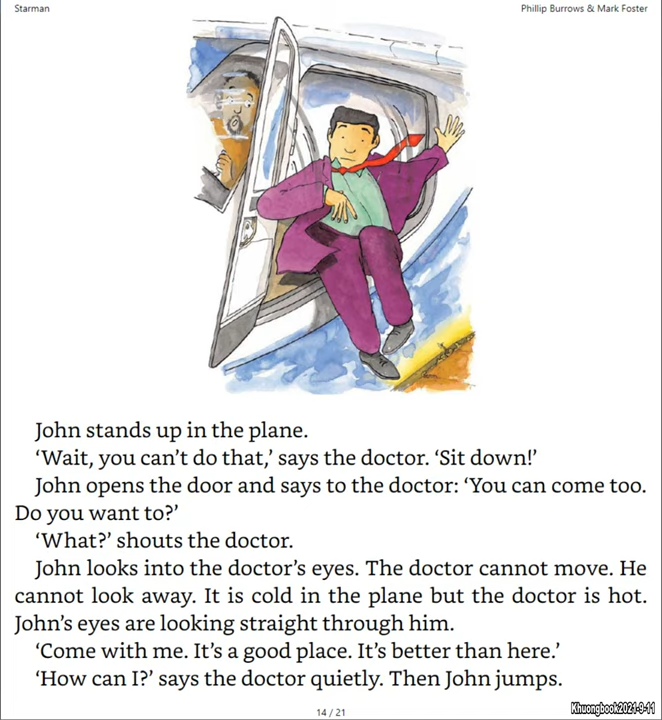 Starman
Phillip Burrows & Mark Foster
John stands up in the plane.
‘Wait, you can’t do that,’ says the doctor. ‘Sit down!’
John opens the door and says to the doctor: ‘You can come too.
Do you want to?’
‘What?’ shouts the doctor.
John looks into the doctor’s eyes. The doctor cannot move. He
cannot look away. It is cold in the plane but the doctor is hot.
John’s eyes are looking straight through him.
‘Come with me. It’s a good place. It’s better than here.’
‘How can I?’ says the doctor quietly. Then John jumps.
14 / 21
Khuongbook2021-9-11